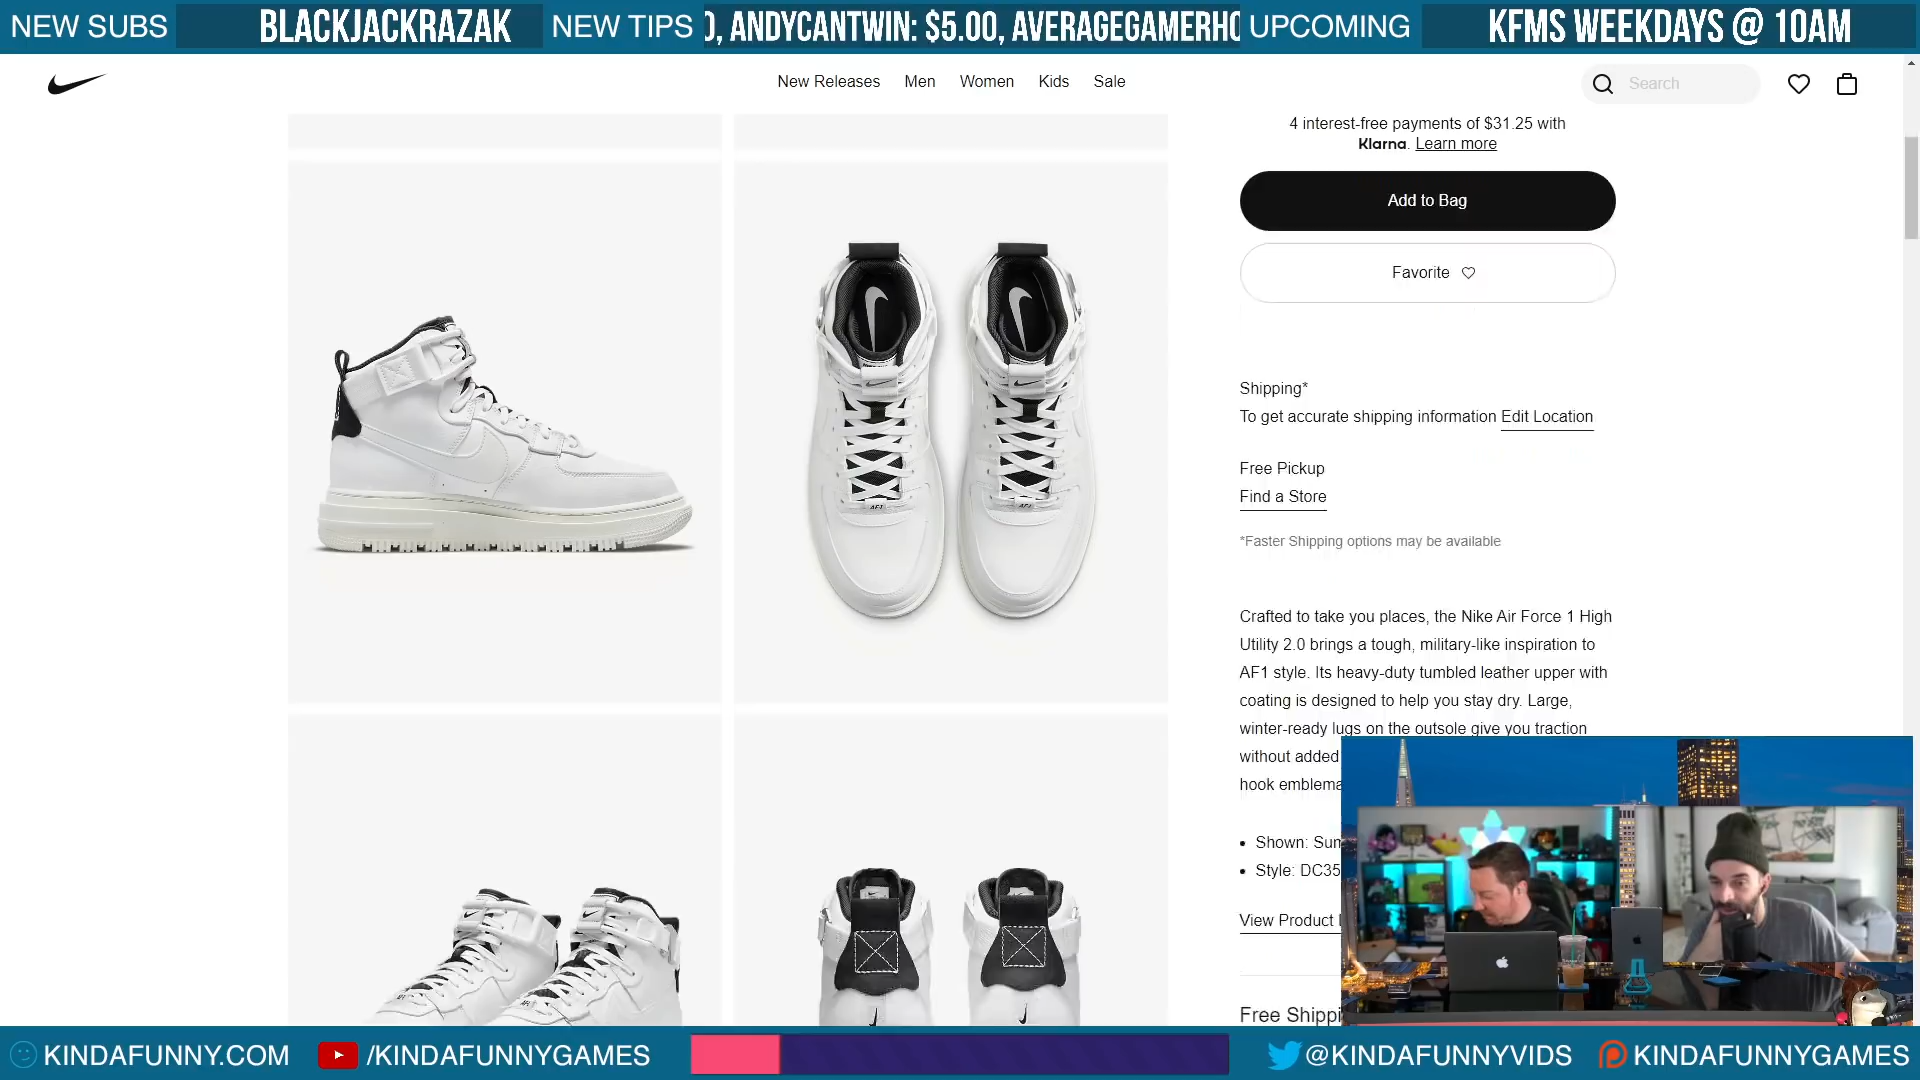 NEW SUBS
BLACKJACKRAZAK
NEW TIPS
0, ANDYCANTWIN: $5.00, AVERAGEGAMERHO
UPCOMING
KFMS WEEKDAYS @ 10AM
New Releases
Men
Women
Kids
Sale
Search
4 interest-free payments of $31.25 with
Klarna. Learn more
Add to Bag
Favorite
Shipping*
To get accurate shipping information Edit Location
Free Pickup
Find a Store
*Faster Shipping options may be available
Crafted to take you places, the Nike Air Force 1 High
Utility 2.0 brings a tough, military-like inspiration to
AF1 style. Its heavy-duty tumbled leather upper with
coating is designed to help you stay dry. Large,
winter-ready lugs on the outsole give you traction
without added
hook emblema
Shown: Sum
Style: DC35
View Product
Free Shippi
KINDAFUNNY.COM
/KINDAFUNNYGAMES
@KINDAFUNNYVIDS
KINDAFUNNYGAMES